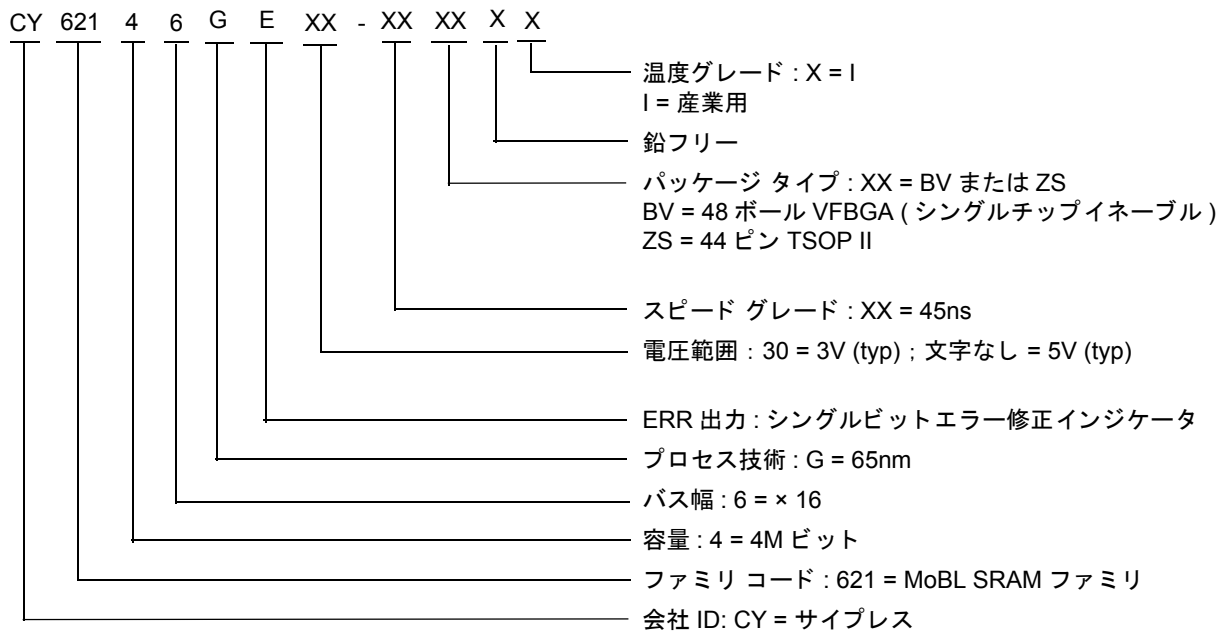 CY 621 4 6 G E XX - XX XX X X
温度グレード : X = I
I = 産業用
鉛フリー
パッケージ タイプ : XX = BV または ZS
BV = 48 ボール VFBGA ( シングルチップイネーブル )
ZS = 44 ピン TSOP II
スピード グレード : XX = 45ns
電圧範囲 : 30 = 3V (typ) ; 文字なし = 5V (typ)
ERR 出力 : シングルビットエラー修正インジケータ
プロセス技術 : G = 65nm
バス幅 : 6 = × 16
容量 : 4 = 4M ビット
ファミリ コード : 621 = MoBL SRAM ファミリ
会社 ID: CY = サイプレス